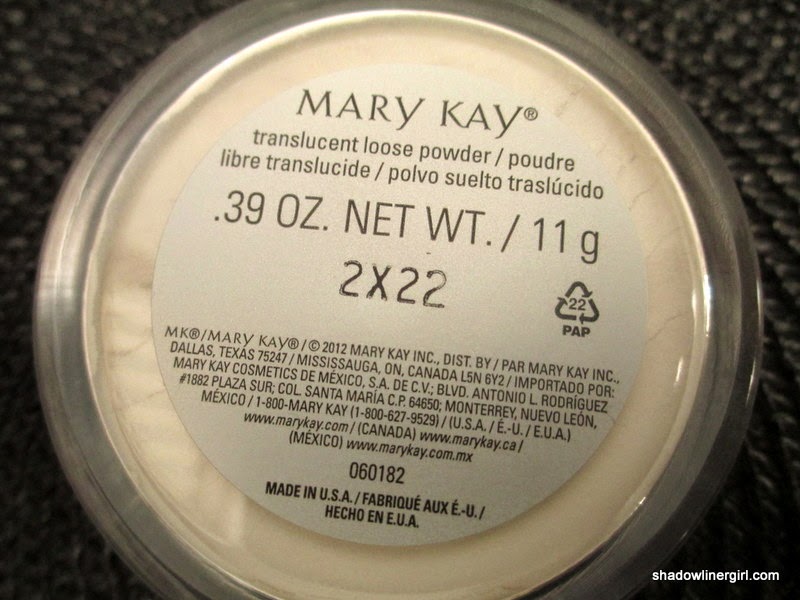 MARY KAY®
translucent loose powder / poudre
libre translucide / polvo suelto traslúcido
.39 OZ. NET WT. / 11 g
2X22
22
PAP
MK®/MARY KAY®/ © 2012 MARY KAY INC., DIST. BY / PAR MARY KAY INC.,
DALLAS, TEXAS 75247 / MISSISSAUGA, ON, CANADA L5N 6Y2 / IMPORTADO POR:
MARY KAY COSMETICS DE MÉXICO, S.A. DE C.V.; BLVD. ANTONIO L. RODRÍGUEZ
#1882 PLAZA SUR; COL. SANTA MARÍA C.P. 64650; MONTERREY, NUEVO LEÓN,
MÉXICO / 1-800-MARY KAY (1-800-627-9529) / (U.S.A. / É.-U. / E.U.A.)
www.marykay.com / (CANADA) www.marykay.ca /
(MÉXICO) www.marykay.com.mx
060182
MADE IN U.S.A. / FABRIQUÉ AUX É.-U. /
HECHO EN E.U.A.
shadowlinergirl.com